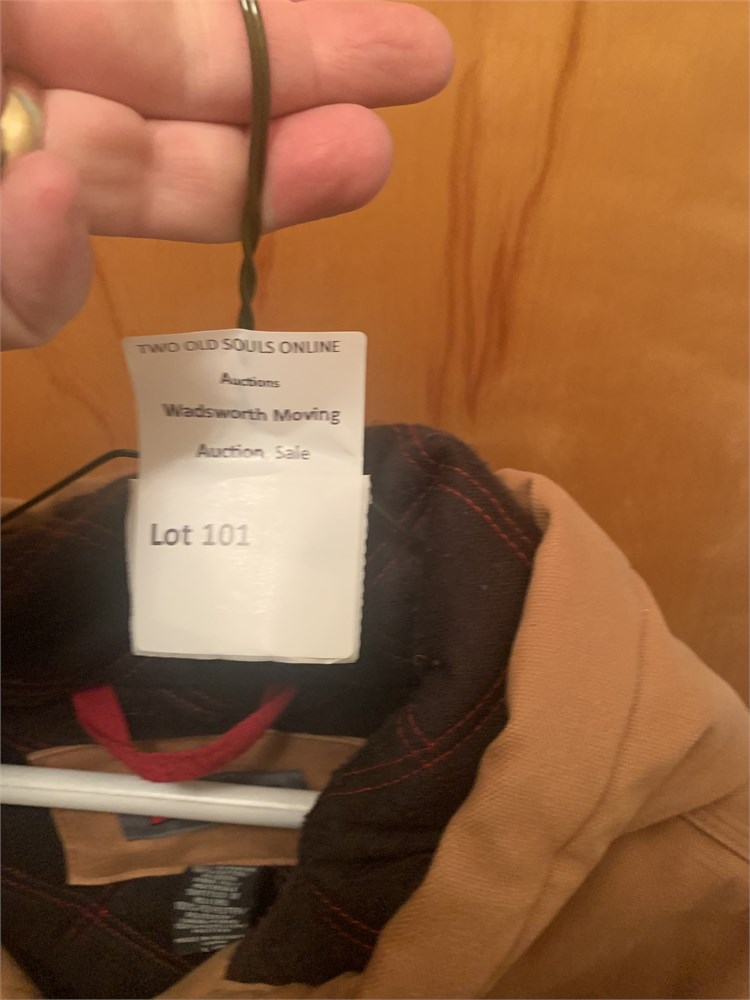 TWO OLD SOULS ONLINE
Auctions
Wadsworth Moving
Auction Sale
Lot 101